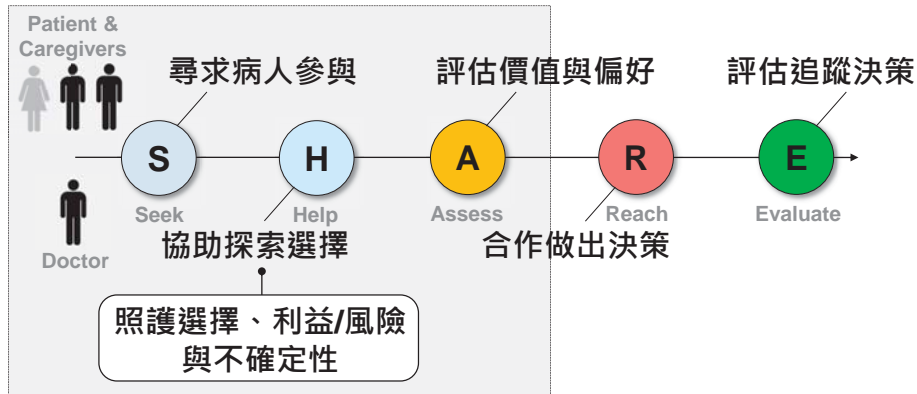 Patient &
Caregivers
尋求病人參與
評估價值與偏好
評估追蹤決策
S
H
A
R
E
Seek
Help
Assess
Reach
Evaluate
Doctor
協助探索選擇
合作做出決策
照護選擇、利益/風險
與不確定性